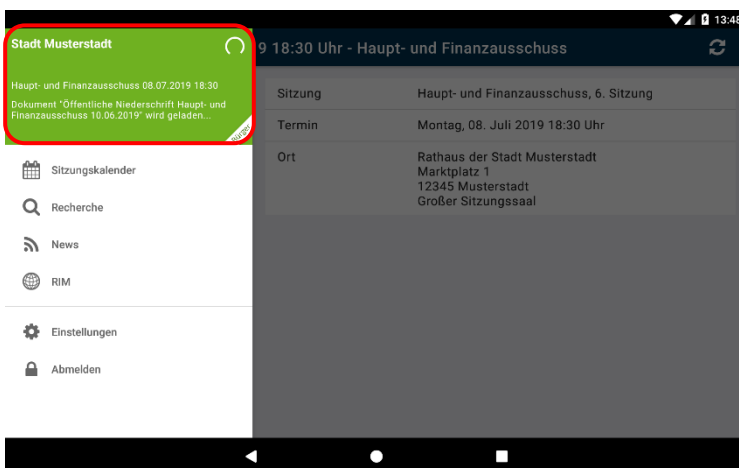 13:48
Stadt Musterstadt
9 18:30 Uhr - Haupt- und Finanzausschuss
Haupt- und Finanzausschuss 08.07.2019 18:30
Dokument "Öffentliche Niederschrift Haupt- und
Finanzausschuss 10.06.2019" wird geladen...
Bürger
Sitzungskalender
Recherche
News
RIM
Einstellungen
Abmelden
Sitzung Haupt- und Finanzausschuss, 6. Sitzung
Termin Montag, 08. Juli 2019 18:30 Uhr
Ort Rathaus der Stadt Musterstadt
Marktplatz 1
12345 Musterstadt
Großer Sitzungssaal